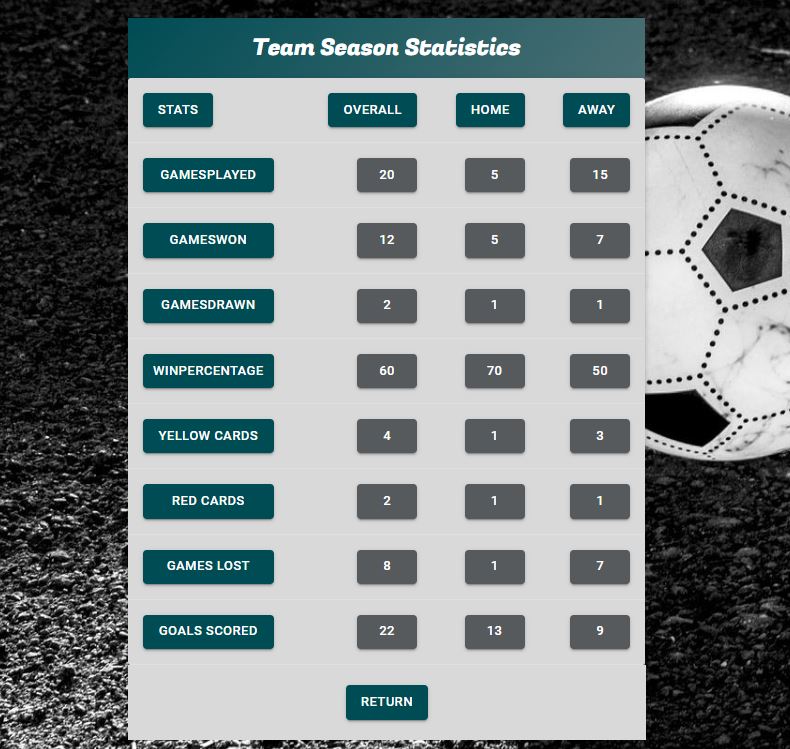 Team Season Statistics
STATS OVERALL HOME AWAY
GAMESPLAYED 20 5 15
GAMESWON 12 5 7
GAMESDRAWN 2 1 1
WINPERCENTAGE 60 70 50
YELLOW CARDS 4 1 3
RED CARDS 2 1 1
GAMES LOST 8 1 7
GOALS SCORED 22 13 9
RETURN